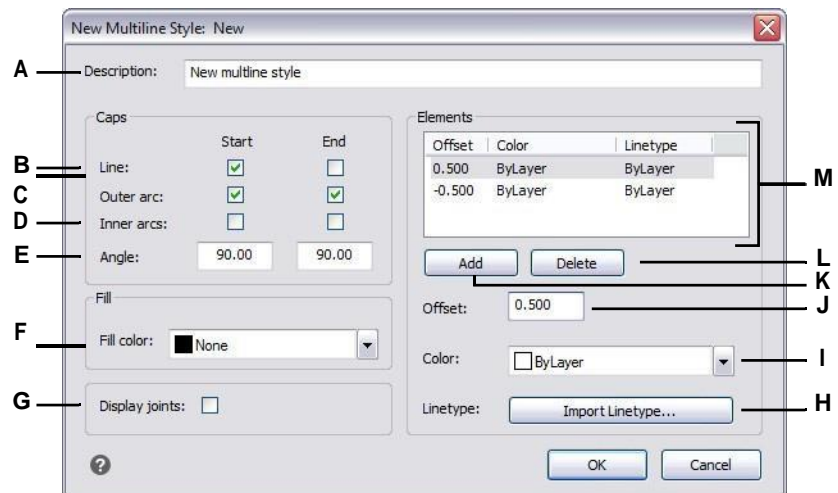 New Multiline Style: New
A
Description:
New multline style
Caps
Start End
B
Line:
C
Outer arc:
D
Inner arcs:
E
Angle:
90.00 90.00
Fill
F
Fill color:
None
G
Display joints:
Elements
Offset Color Linetype
0.500 ByLayer ByLayer
-0.500 ByLayer ByLayer
M
Add Delete
L
K
Offset:
0.500
J
Color:
ByLayer
I
Linetype:
Import Linetype...
H
?
OK Cancel